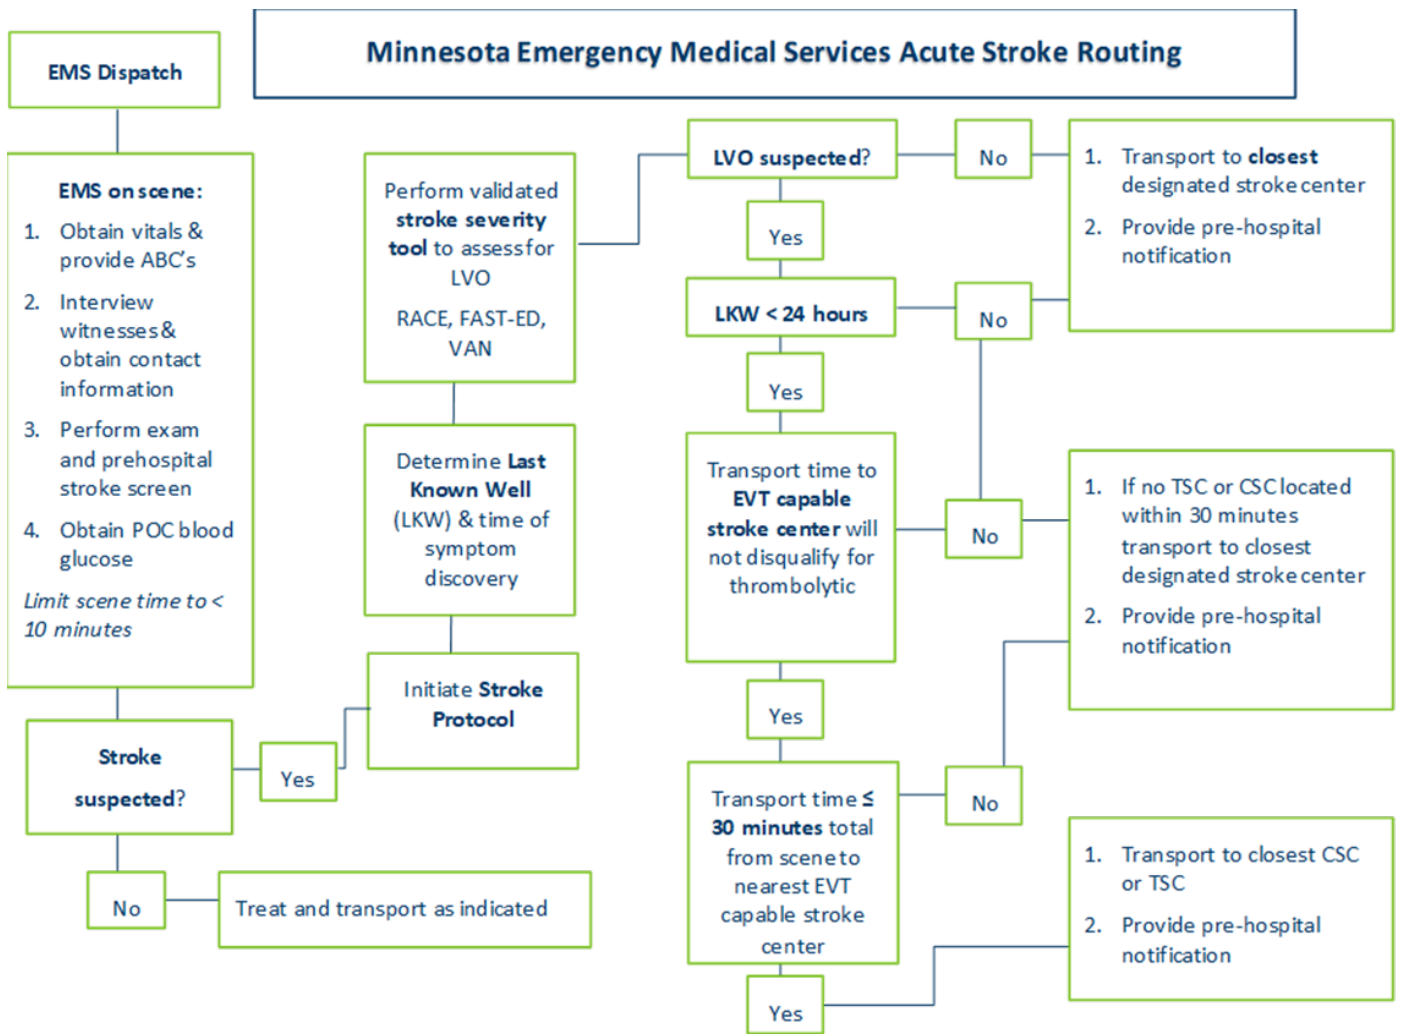 Minnesota Emergency Medical Services Acute Stroke Routing
EMS Dispatch
EMS on scene:
1. Obtain vitals &
provide ABC's
2. Interview
witnesses &
obtain contact
information
3. Perform exam
and prehospital
stroke screen
4. Obtain POC blood
glucose
Limit scene time to <
10 minutes
Stroke
suspected?
Yes
No
Treat and transport as indicated
Initiate Stroke
Protocol
Determine Last
Known Well
(LKW) & time of
symptom
discovery
Perform validated
stroke severity
tool to assess for
LVO
RACE, FAST-ED,
VAN
LVO suspected?
No
1. Transport to closest
designated stroke center
2. Provide pre-hospital
notification
Yes
LKW < 24 hours
No
Yes
Transport time to
EVT capable
stroke center will
not disqualify for
thrombolytic
No
1. If no TSC or CSC located
within 30 minutes
transport to closest
designated stroke center
2. Provide pre-hospital
notification
Yes
Transport time ≤
30 minutes total
from scene to
nearest EVT
capable stroke
center
No
Yes
1. Transport to closest CSC
or TSC
2. Provide pre-hospital
notification